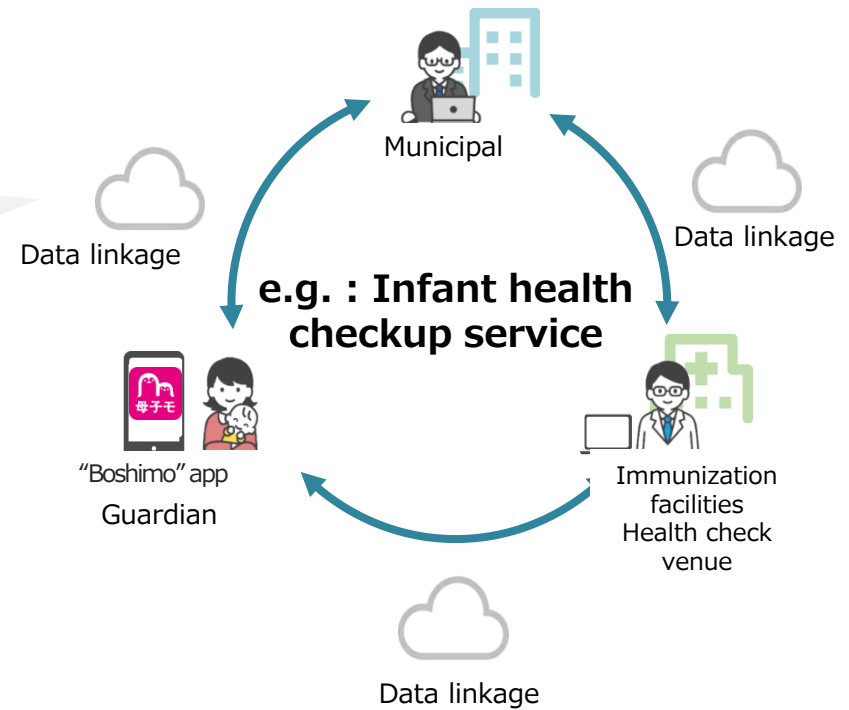 Municipal
Data linkage
Data linkage
e.g. : Infant health
checkup service
母子モ
“Boshimo” app
Guardian
Immunization
facilities
Health check
venue
Data linkage